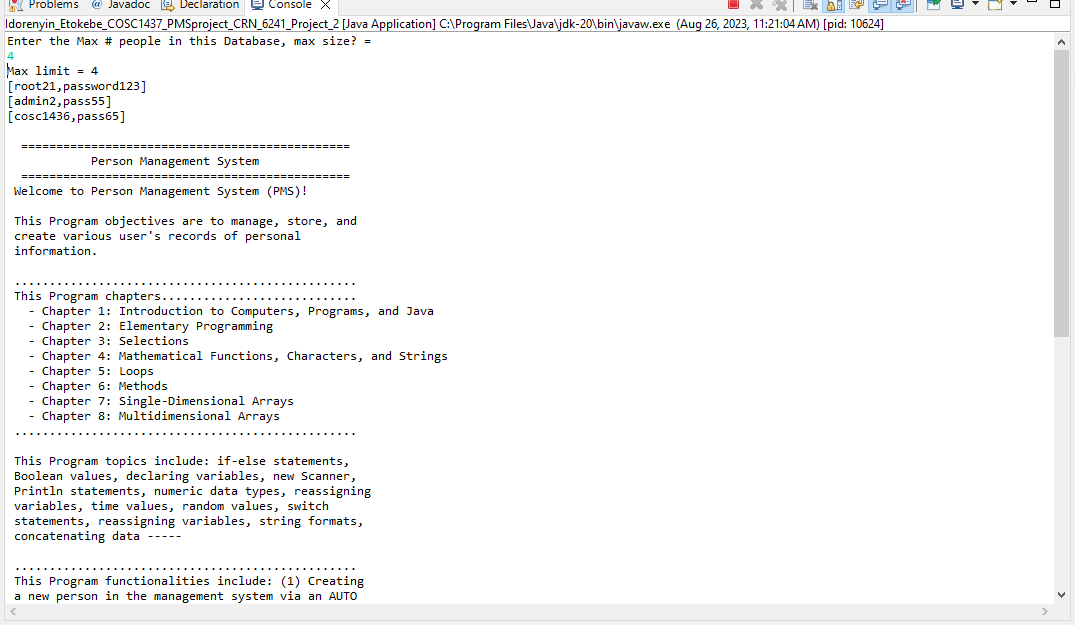 Problems @ Javadoc Declaration Console
Idorenyin_Etokebe_COSC1437_PMSproject_CRN_6241_Project_2 [Java Application] C:\Program Files\Java\jdk-20\bin\javaw.exe (Aug 26, 2023, 11:21:04 AM) [pid: 10624]
Enter the Max # people in this Database, max size? =
4
Max limit = 4
[root21,password123]
[admin2,pass55]
[cosc1436,pass65]
===============================================
Person Management System
===============================================
Welcome to Person Management System (PMS)!
This Program objectives are to manage, store, and
create various user's records of personal
information.
.................................................
This Program chapters............................
- Chapter 1: Introduction to Computers, Programs, and Java
- Chapter 2: Elementary Programming
- Chapter 3: Selections
- Chapter 4: Mathematical Functions, Characters, and Strings
- Chapter 5: Loops
- Chapter 6: Methods
- Chapter 7: Single-Dimensional Arrays
- Chapter 8: Multidimensional Arrays
.................................................
This Program topics include: if-else statements,
Boolean values, declaring variables, new Scanner,
Println statements, numeric data types, reassigning
variables, time values, random values, switch
statements, reassigning variables, string formats,
concatenating data -----
.................................................
This Program functionalities include: (1) Creating
a new person in the management system via an AUTO